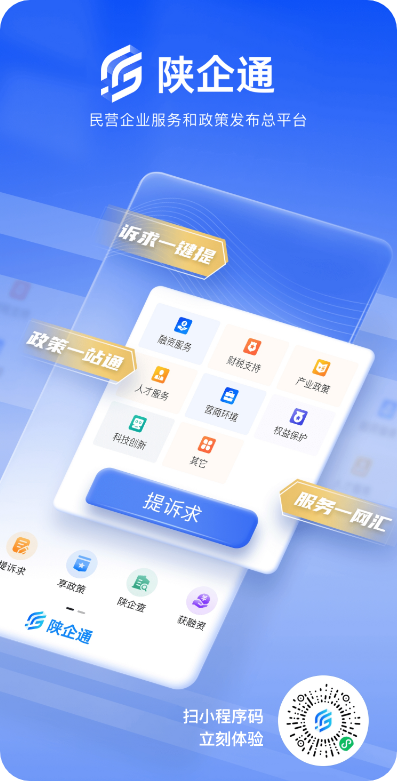 陕企通
民营企业服务和政策发布总平台
诉求一键提
政策一站通
融资服务
财税支持
产业政策
人才服务
营商环境
权益保护
科技创新
其它
提诉求
服务一网汇
提诉求
享政策
陕企查
获融资
陕企通
扫小程序码
立刻体验